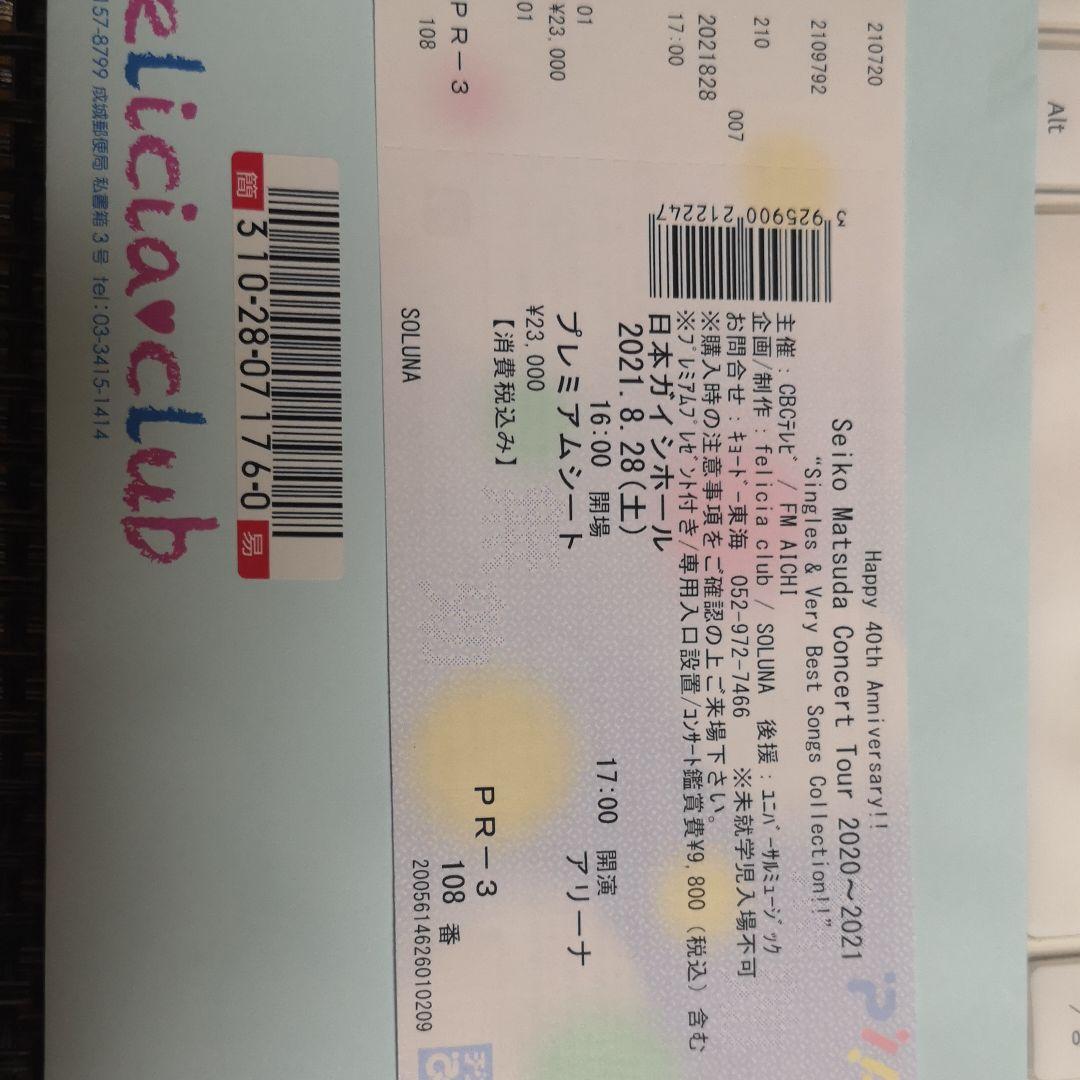 210720
2109792
210 007
2021828
17:00
01
¥23,000
01
PR-3
108
3 925900 212247
Happy 40th Anniversary!!
Seiko Matsuda Concert Tour 2020～2021
“Singles & Very Best Songs Collection!!”
主催：CBCﾃﾚﾋﾞ / FM AICHI
企画/制作：felicia club / SOLUNA 後援：ﾕﾆﾊﾞｰｻﾙﾐｭｰｼﾞｯｸ
お問合せ：ｷｮｰﾄﾞｰ東海 052-972-7466 ※未就学児入場不可
※購入時の注意事項をご確認の上ご来場下さい。
※ﾌﾟﾚﾐｱﾑﾌﾟﾚｾﾞﾝﾄ付き/専用入口設置/ｺﾝｻｰﾄ鑑賞費¥9,800（税込）含む
日本ガイシホール
2021. 8. 28(土)
16:00 開場 17:00 開演
プレミアムシート アリーナ
¥23,000
【消費税込み】
PR-3
108 番
SOLUNA
2005614626010209
簡
310-28-07176-0
易
elicia♥club
157-8799 成城郵便局 私書箱3号 tel:03-3415-1414
Alt